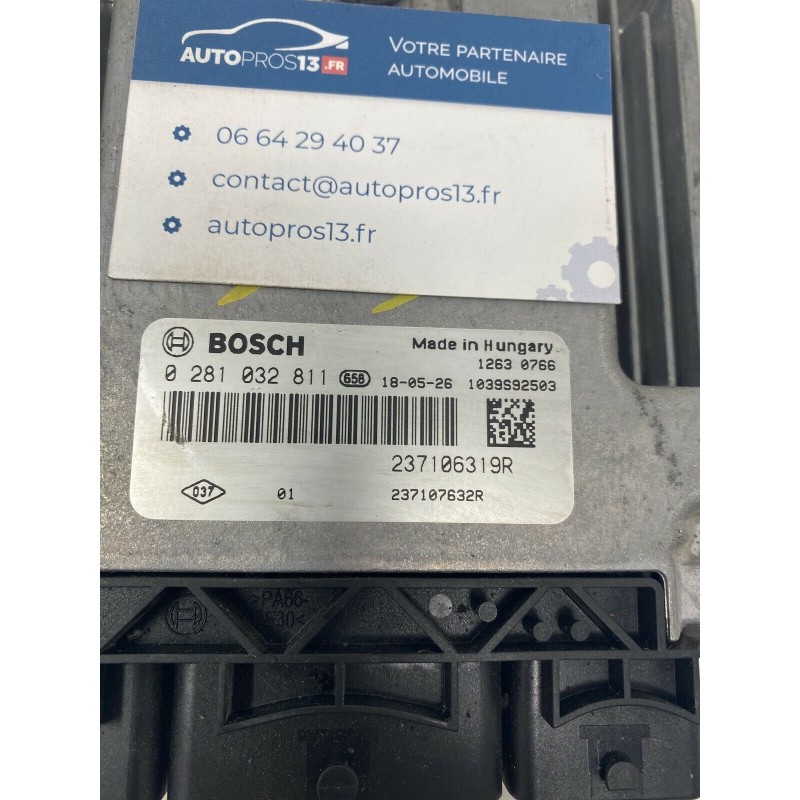 AUTOPROS13.FR
VOTRE PARTENAIRE
AUTOMOBILE
06 64 29 40 37
contact@autopros13.fr
autopros13.fr
BOSCH
Made in Hungary
1263 0766
0 281 032 811 658 18-05-26 1039S92503
237106319R
037 01 237107632R
>PA66-